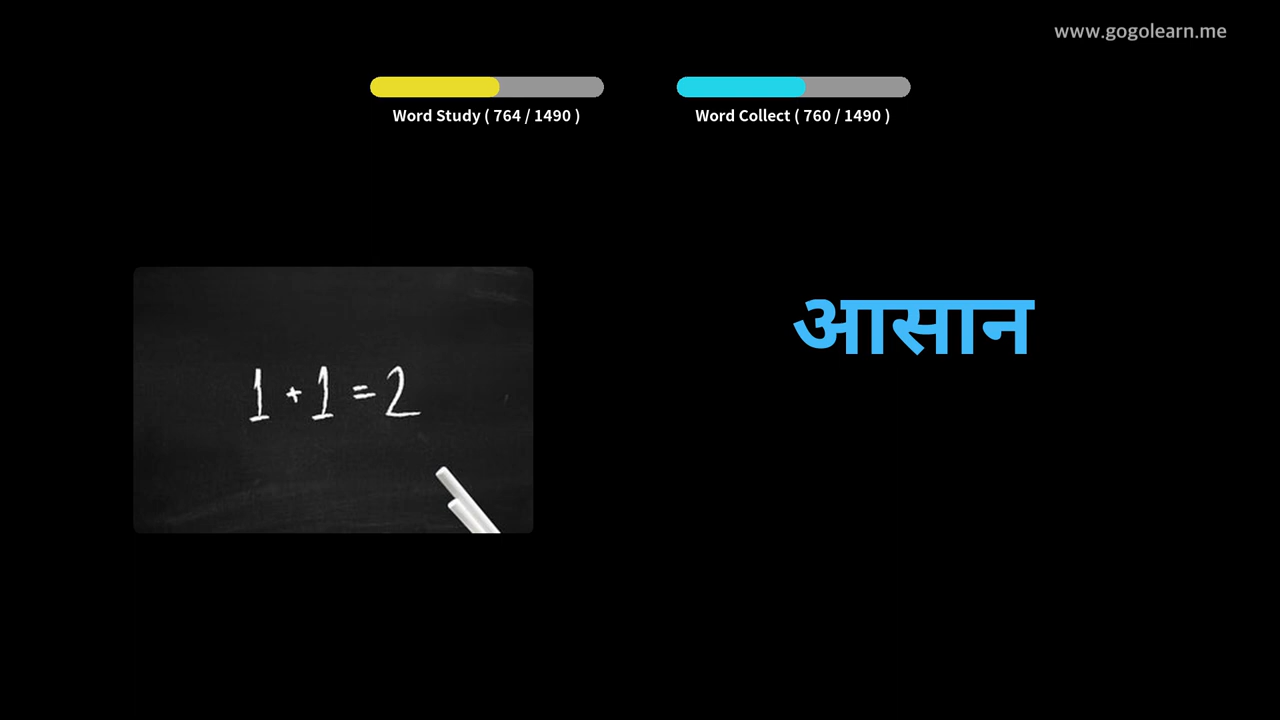 www.gogolearn.me
Word Study ( 764 / 1490 )
Word Collect ( 760 / 1490 )
1 + 1 = 2
आसान